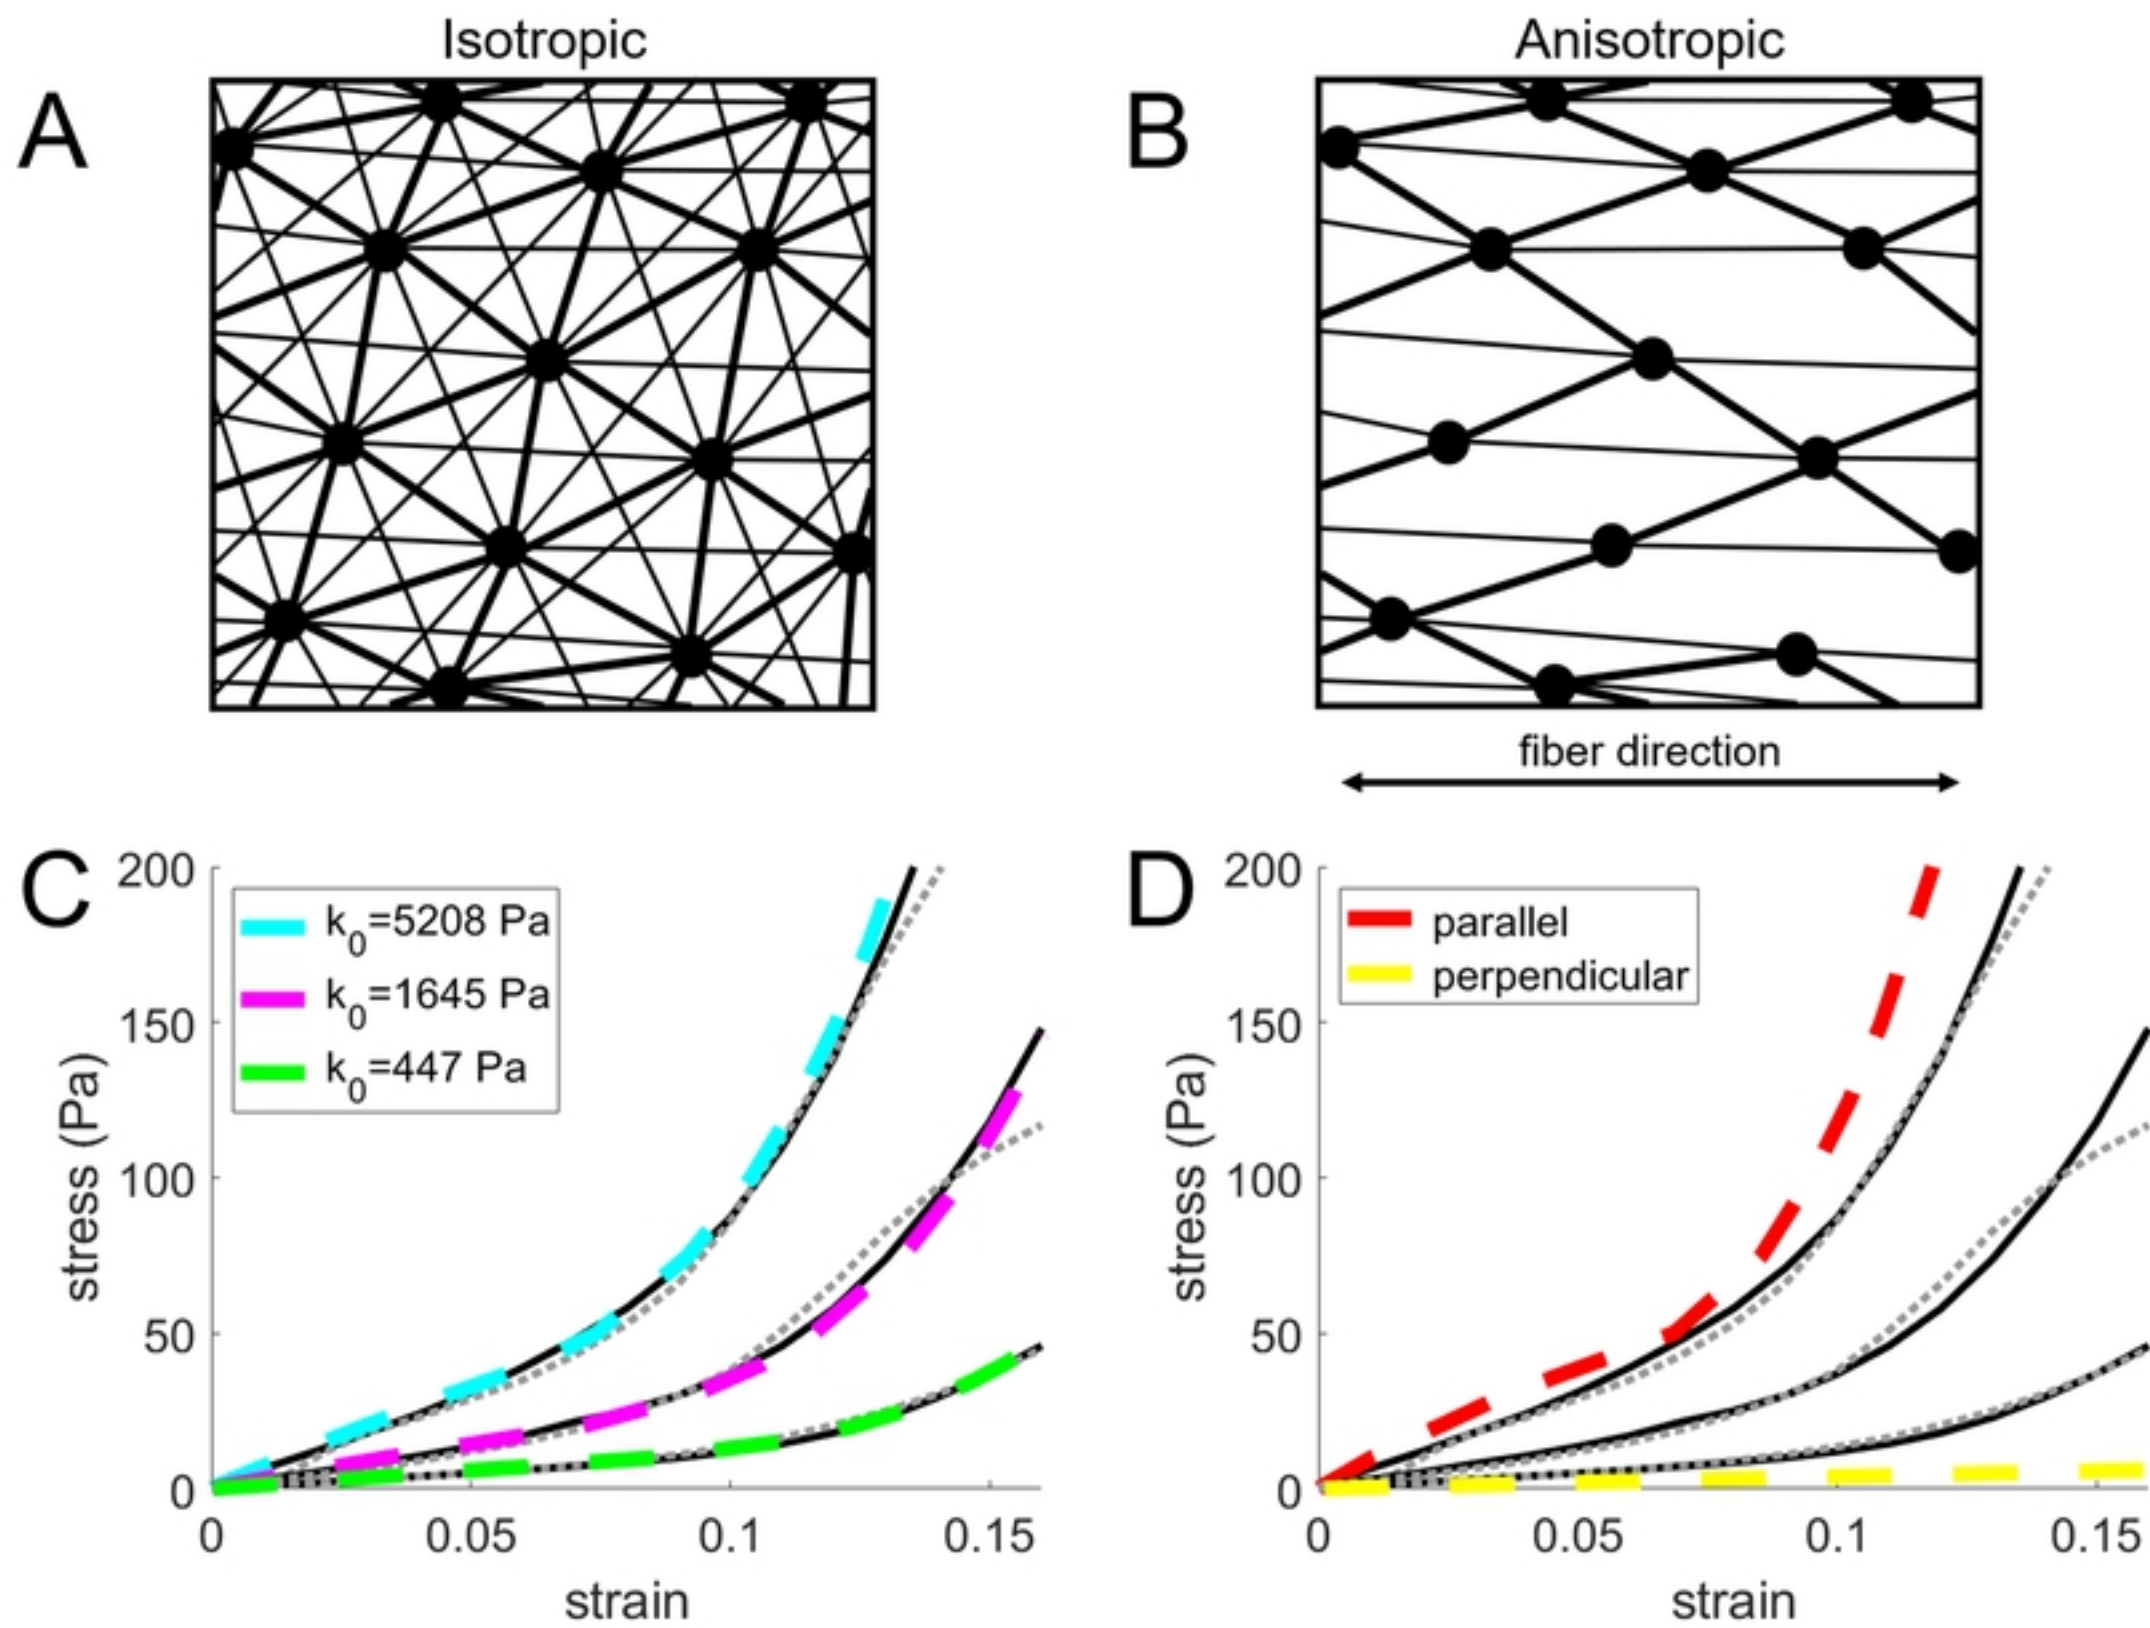 Isotropic
Anisotropic
A
B
fiber direction
C
200
150
100
50
0
k0=5208 Pa
k0=1645 Pa
k0=447 Pa
stress (Pa)
0 0.05 0.1 0.15
strain
D
200
150
100
50
0
parallel
perpendicular
stress (Pa)
0 0.05 0.1 0.15
strain